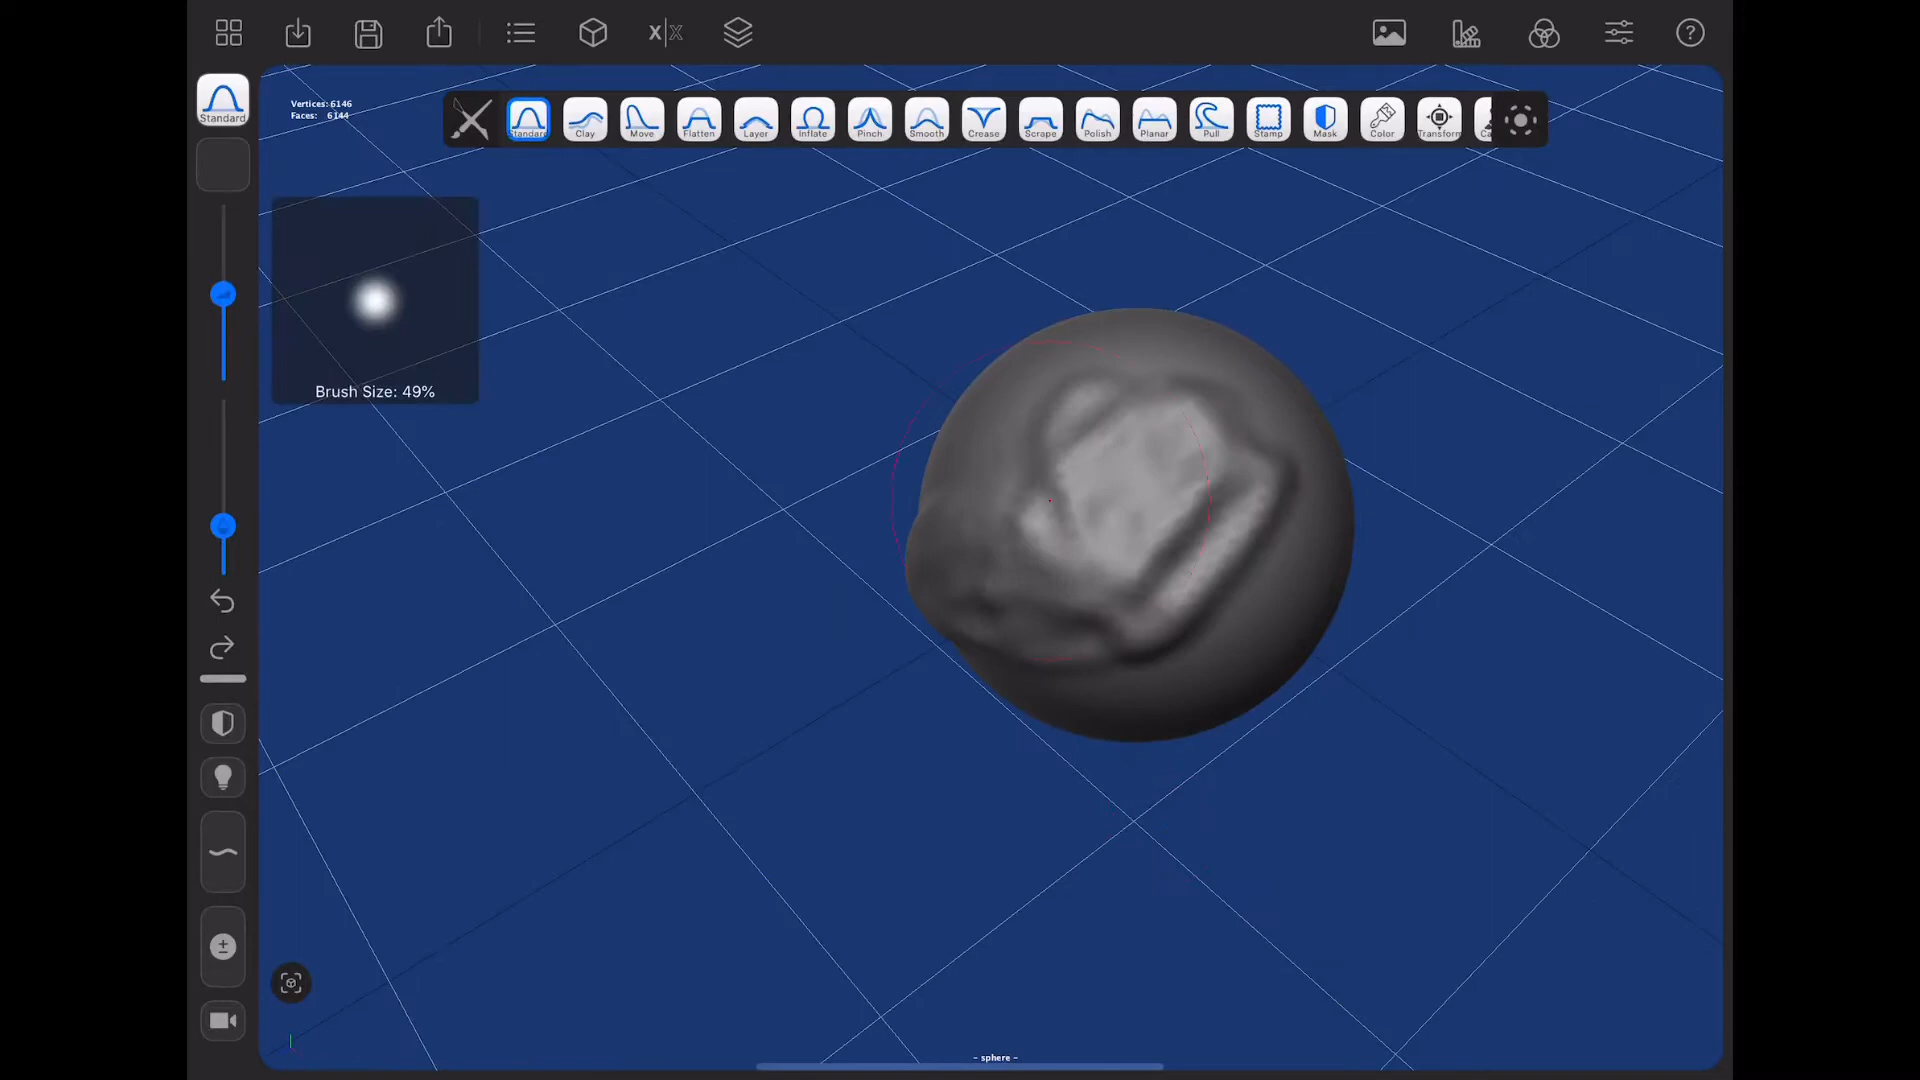 X|X
?
Standard
Vertices: 6146
Faces: 6144
Standard
Clay
Move
Flatten
Layer
Inflate
Pinch
Smooth
Crease
Scrape
Polish
Planar
Pull
Stamp
Mask
Color
Transform
Brush Size: 49%
- sphere -